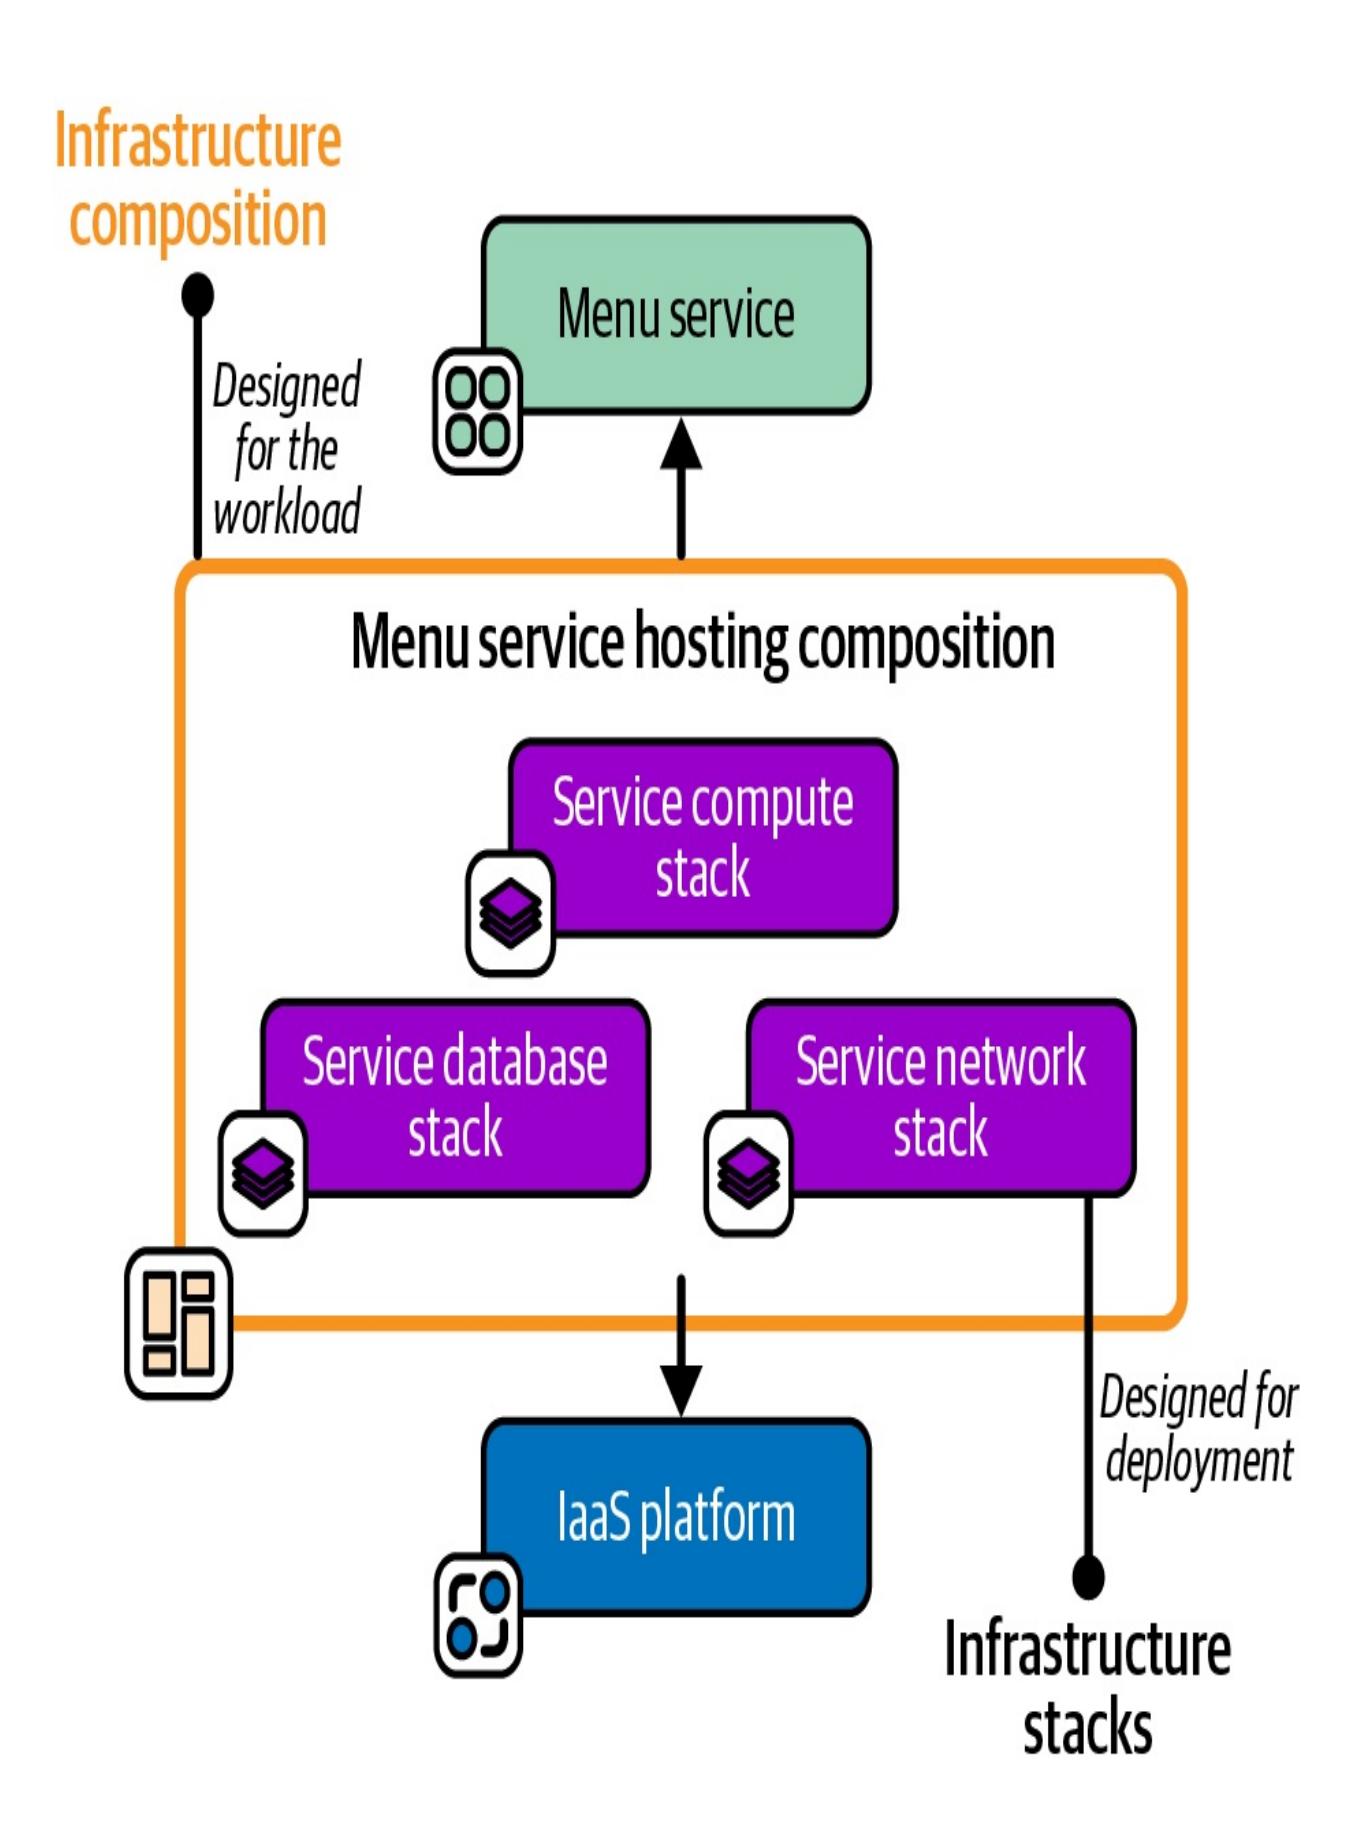 Infrastructure
composition
Menu service
Designed
for the
workload
Menu service hosting composition
Service compute
stack
Service database
stack
Service network
stack
Designed for
deployment
IaaS platform
Infrastructure
stacks